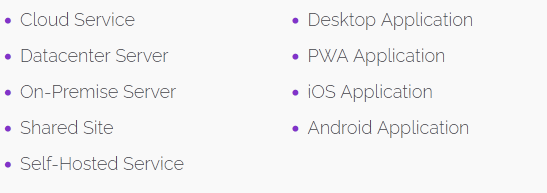 Cloud Service
Datacenter Server
On-Premise Server
Shared Site
Self-Hosted Service
Desktop Application
PWA Application
iOS Application
Android Application